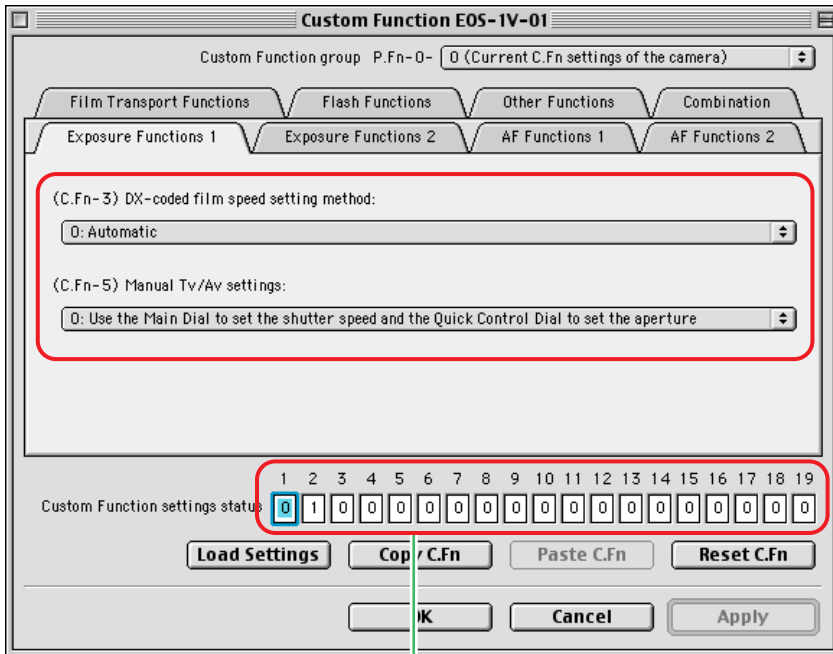 Custom Function EOS-1V-01
Custom Function group P.Fn-0- 0 (Current C.Fn settings of the camera)
Film Transport Functions Flash Functions Other Functions Combination
Exposure Functions 1 Exposure Functions 2 AF Functions 1 AF Functions 2
(C.Fn-3) DX-coded film speed setting method:
0: Automatic
(C.Fn-5) Manual Tv/Av settings:
0: Use the Main Dial to set the shutter speed and the Quick Control Dial to set the aperture
1 2 3 4 5 6 7 8 9 10 11 12 13 14 15 16 17 18 19
Custom Function settings status 0 1 0 0 0 0 0 0 0 0 0 0 0 0 0 0 0 0 0
Load Settings Copy C.Fn Paste C.Fn Reset C.Fn
OK Cancel Apply